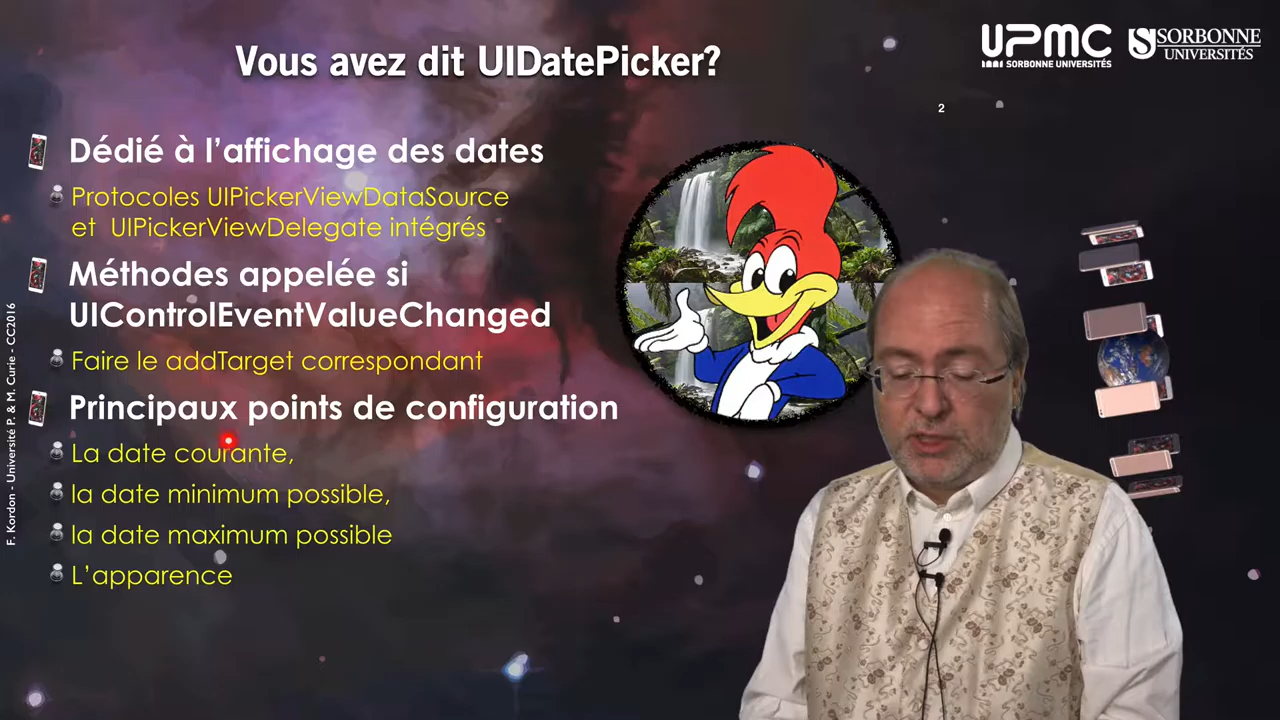 Vous avez dit UIDatePicker?
UPMC
SORBONNE UNIVERSITÉS
S SORBONNE
UNIVERSITÉS
2
Dédié à l’affichage des dates
Protocoles UIPickerViewDataSource
et UIPickerViewDelegate intégrés
Méthodes appelée si
UIControlEventValueChanged
Faire le addTarget correspondant
Principaux points de configuration
La date courante,
la date minimum possible,
la date maximum possible
L’apparence
F. Kordon - Université P. & M. Curie - CC2016